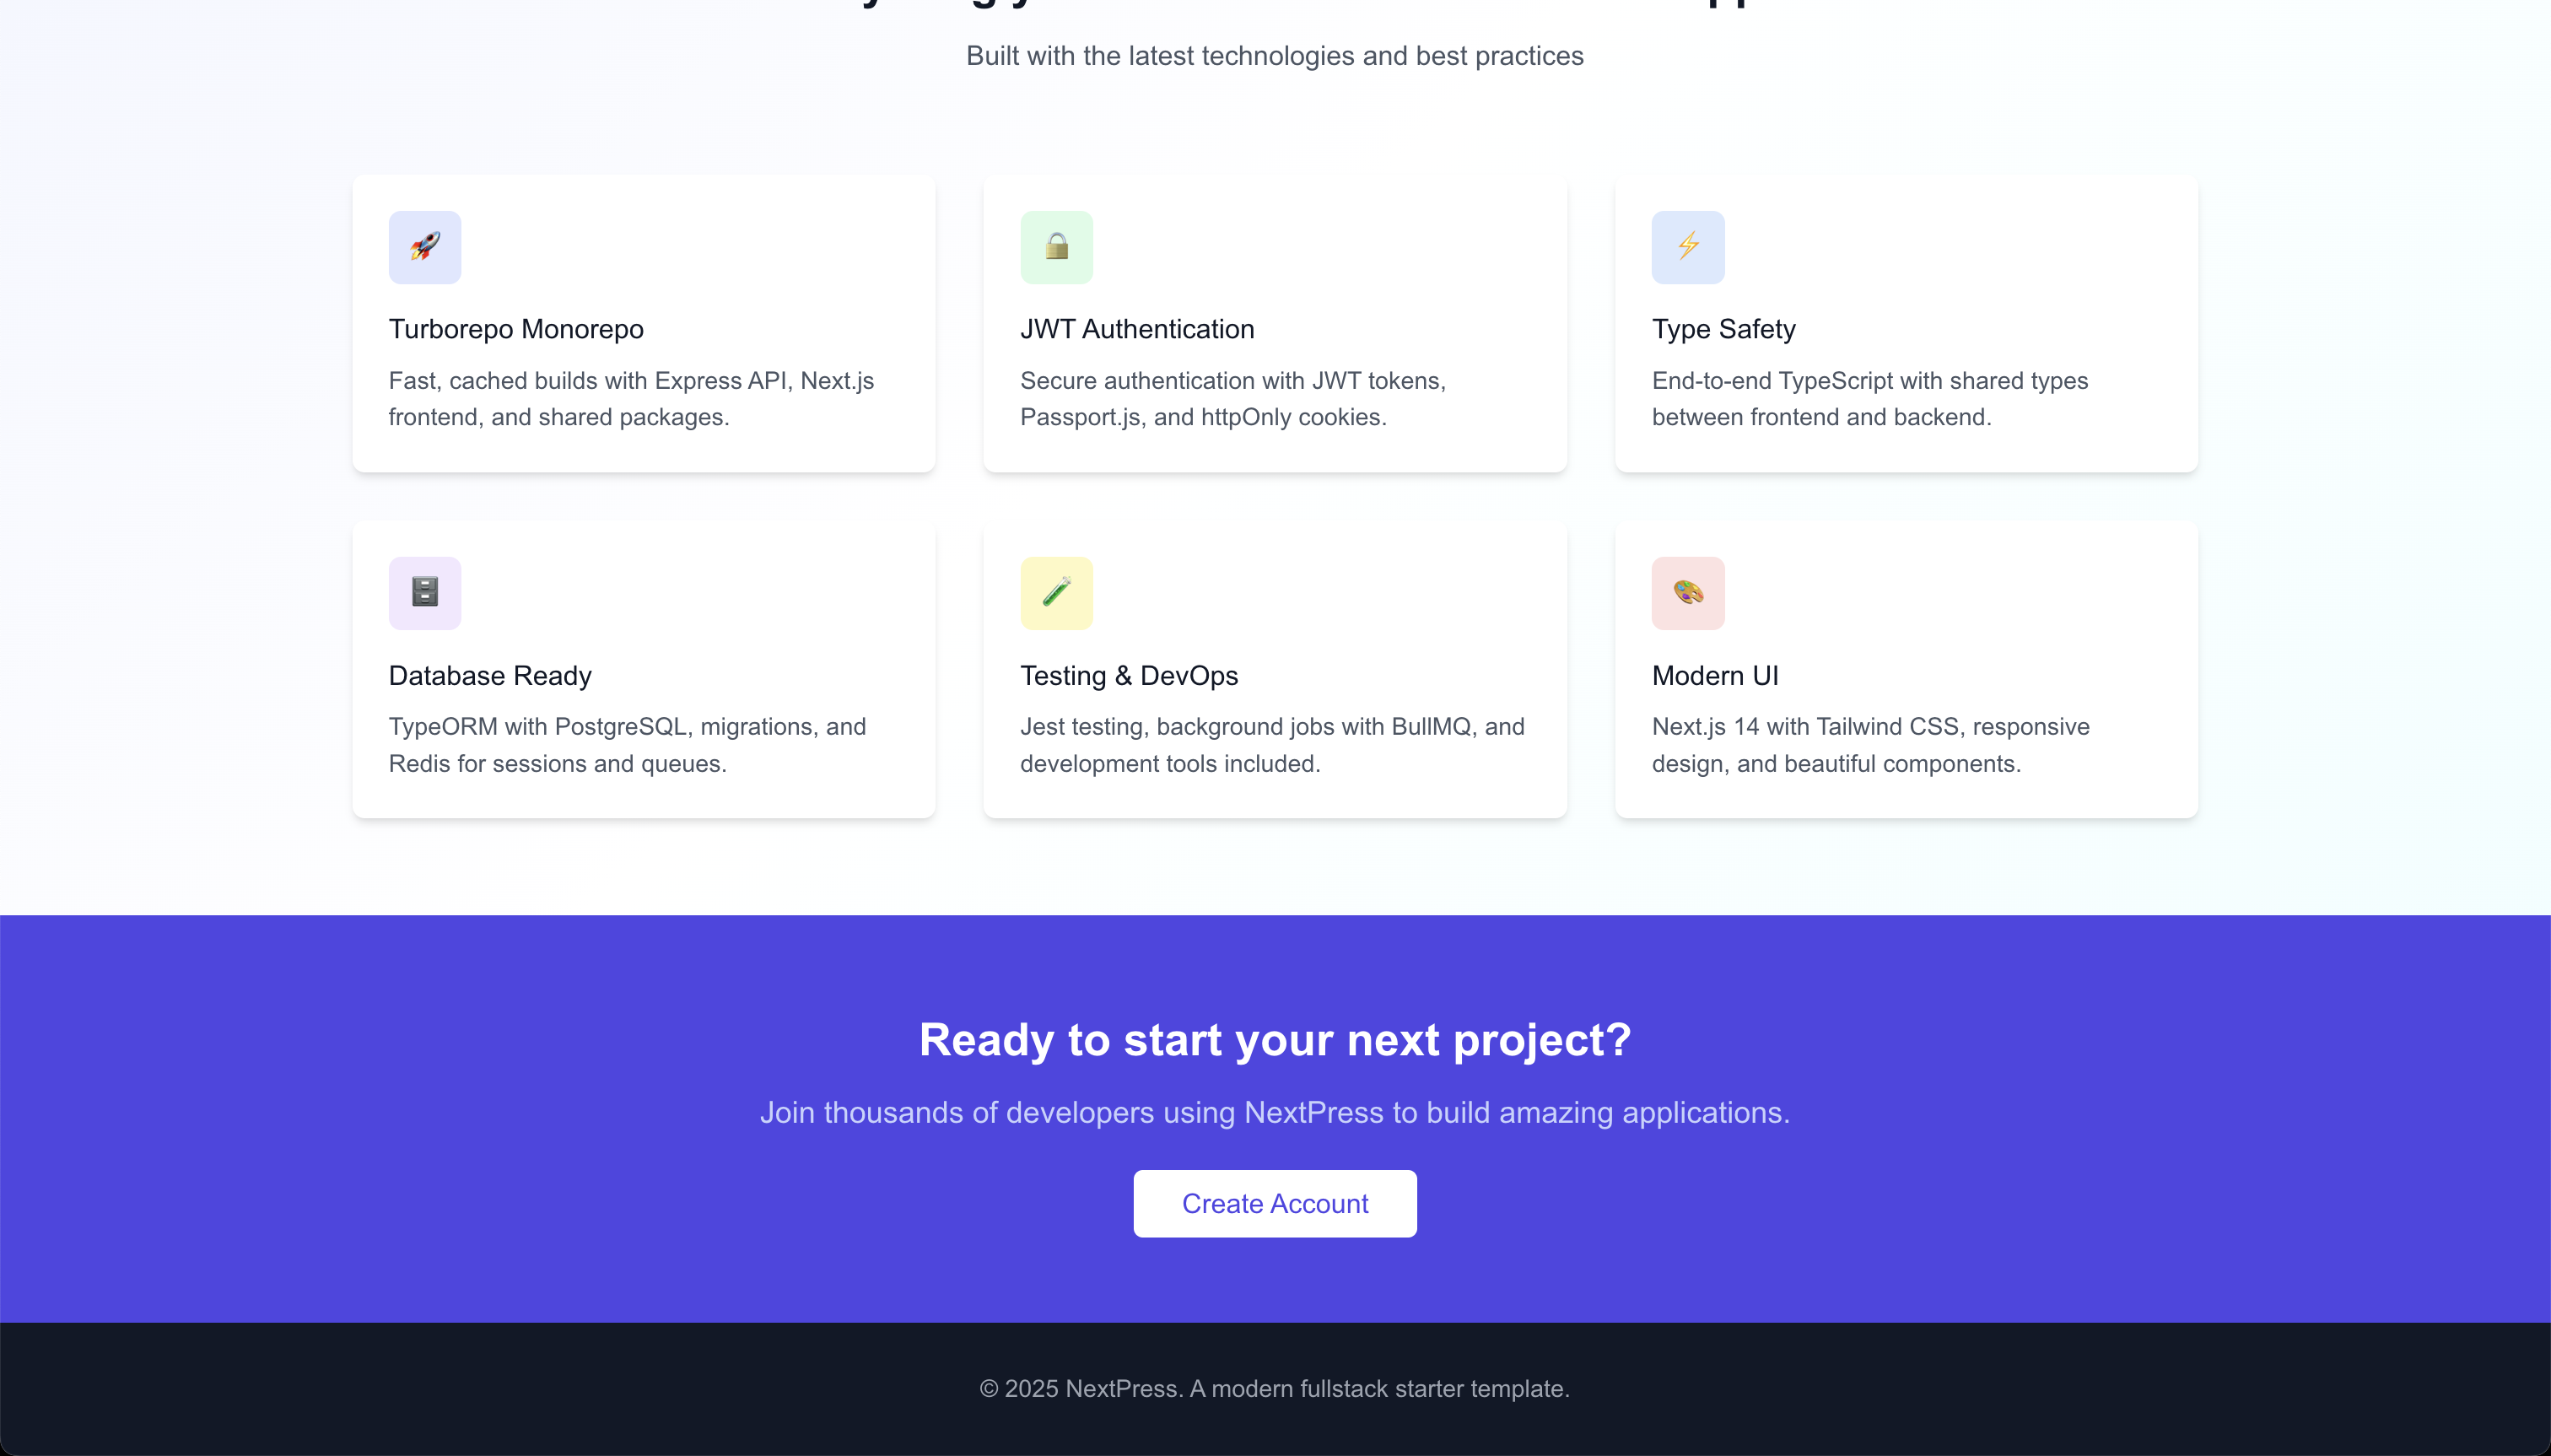 Built with the latest technologies and best practices
Turborepo Monorepo
Fast, cached builds with Express API, Next.js
frontend, and shared packages.
JWT Authentication
Secure authentication with JWT tokens,
Passport.js, and httpOnly cookies.
Type Safety
End-to-end TypeScript with shared types
between frontend and backend.
Database Ready
TypeORM with PostgreSQL, migrations, and
Redis for sessions and queues.
Testing & DevOps
Jest testing, background jobs with BullMQ, and
development tools included.
Modern UI
Next.js 14 with Tailwind CSS, responsive
design, and beautiful components.
Ready to start your next project?
Join thousands of developers using NextPress to build amazing applications.
Create Account
© 2025 NextPress. A modern fullstack starter template.